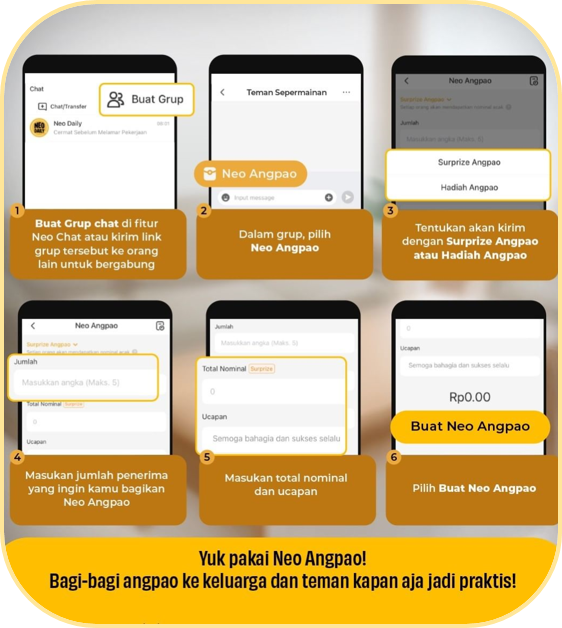 Chat
Buat Grup
Chat/Transfer
Neo Daily
Cermat Sebelum Melamar Pekerjaan
1
Buat Grup chat di fitur
Neo Chat atau kirim link
grup tersebut ke orang
lain untuk bergabung
Teman Sepermainan
Neo Angpao
Input message
2
Dalam grup, pilih
Neo Angpao
Neo Angpao
Surprize Angpao
Jumlah
Masukkan angka (Maks. 5)
Surprize Angpao
Hadiah Angpao
3
Tentukan akan kirim
dengan Surprize Angpao
atau Hadiah Angpao
Neo Angpao
Surprize Angpao
Jumlah
Masukkan angka (Maks. 5)
Total Nominal Surprize
0
Ucapan
4
Masukan jumlah penerima
yang ingin kamu bagikan
Neo Angpao
Jumlah
Masukkan angka (Maks. 5)
Total Nominal Surprize
0
Ucapan
Semoga bahagia dan sukses selalu
5
Masukan total nominal
dan ucapan
0
Ucapan
Semoga bahagia dan sukses selalu
Rp0.00
Buat Neo Angpao
6
Pilih Buat Neo Angpao
Yuk pakai Neo Angpao!
Bagi-bagi angpao ke keluarga dan teman kapan aja jadi praktis!